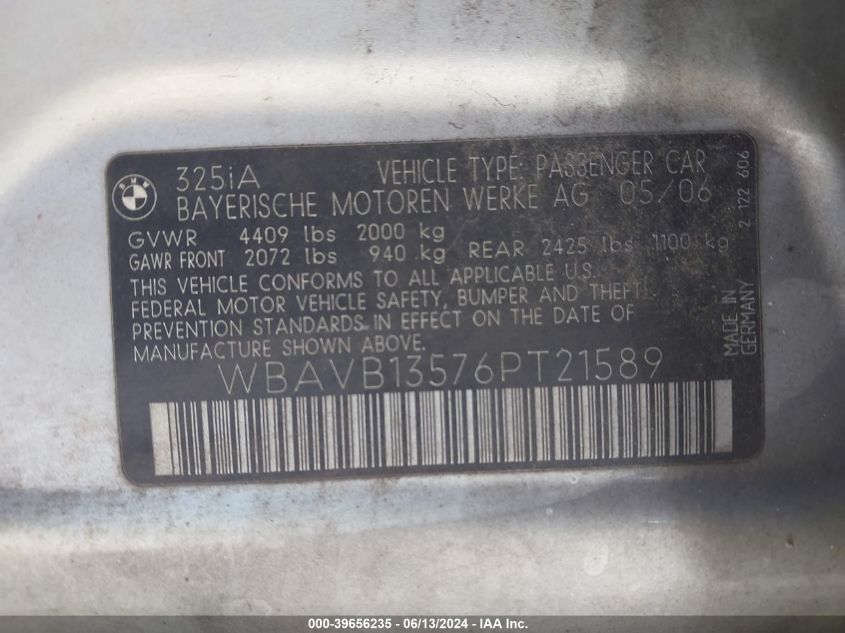 BMW
325iA VEHICLE TYPE: PASSENGER CAR
BAYERISCHE MOTOREN WERKE AG 05/06
GVWR 4409 lbs 2000 kg
GAWR FRONT 2072 lbs 940 kg REAR 2425 lbs 1100 kg
THIS VEHICLE CONFORMS TO ALL APPLICABLE U.S.
FEDERAL MOTOR VEHICLE SAFETY, BUMPER AND THEFT
PREVENTION STANDARDS IN EFFECT ON THE DATE OF
MANUFACTURE SHOWN ABOVE.
WBAVB13576PT21589
2 122 606
MADE IN
GERMANY
000-39656235 - 06/13/2024 - IAA Inc.